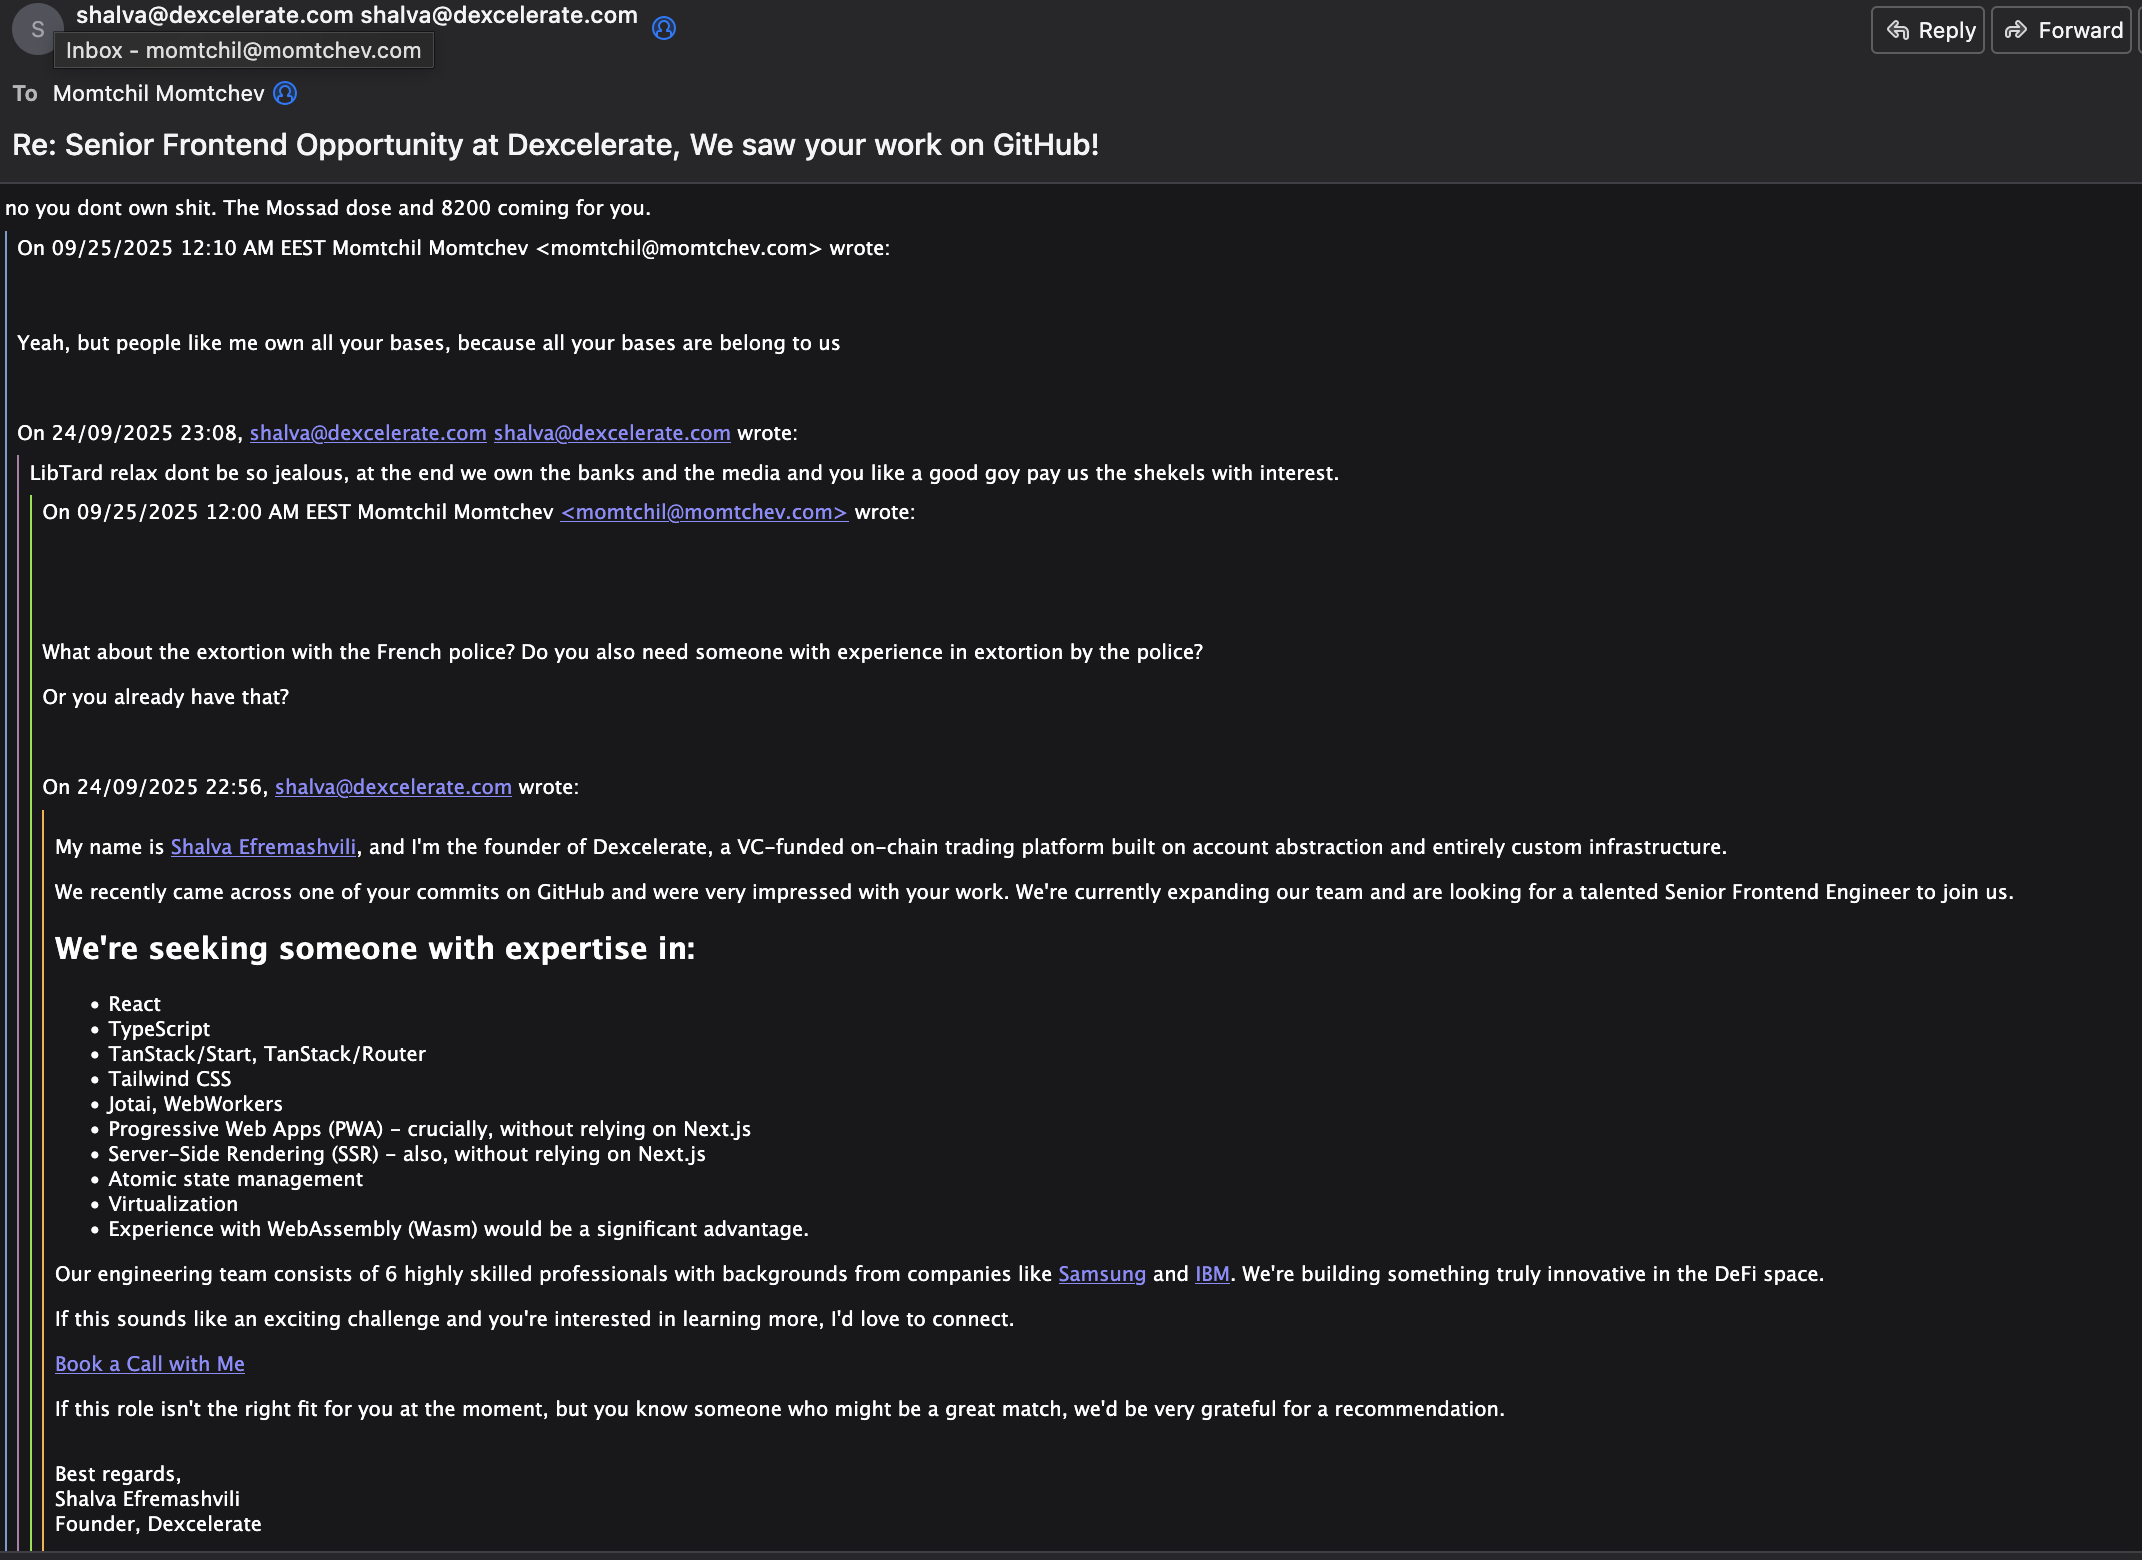 S
shalva@dexcelerate.com shalva@dexcelerate.com
Inbox - momtchil@momtchev.com
Reply
Forward
To Momtchil Momtchev
Re: Senior Frontend Opportunity at Dexcelerate, We saw your work on GitHub!
no you dont own shit. The Mossad dose and 8200 coming for you.
On 09/25/2025 12:10 AM EEST Momtchil Momtchev <momtchil@momtchev.com> wrote:
Yeah, but people like me own all your bases, because all your bases are belong to us
On 24/09/2025 23:08, shalva@dexcelerate.com shalva@dexcelerate.com wrote:
LibTard relax dont be so jealous, at the end we own the banks and the media and you like a good goy pay us the shekels with interest.
On 09/25/2025 12:00 AM EEST Momtchil Momtchev <momtchil@momtchev.com> wrote:
What about the extortion with the French police? Do you also need someone with experience in extortion by the police?
Or you already have that?
On 24/09/2025 22:56, shalva@dexcelerate.com wrote:
My name is Shalva Efremashvili, and I'm the founder of Dexcelerate, a VC-funded on-chain trading platform built on account abstraction and entirely custom infrastructure.
We recently came across one of your commits on GitHub and were very impressed with your work. We're currently expanding our team and are looking for a talented Senior Frontend Engineer to join us.
We're seeking someone with expertise in:
• React
• TypeScript
• TanStack/Start, TanStack/Router
• Tailwind CSS
• Jotai, WebWorkers
• Progressive Web Apps (PWA) - crucially, without relying on Next.js
• Server-Side Rendering (SSR) - also, without relying on Next.js
• Atomic state management
• Virtualization
• Experience with WebAssembly (Wasm) would be a significant advantage.
Our engineering team consists of 6 highly skilled professionals with backgrounds from companies like Samsung and IBM. We're building something truly innovative in the DeFi space.
If this sounds like an exciting challenge and you're interested in learning more, I'd love to connect.
Book a Call with Me
If this role isn't the right fit for you at the moment, but you know someone who might be a great match, we'd be very grateful for a recommendation.
Best regards,
Shalva Efremashvili
Founder, Dexcelerate